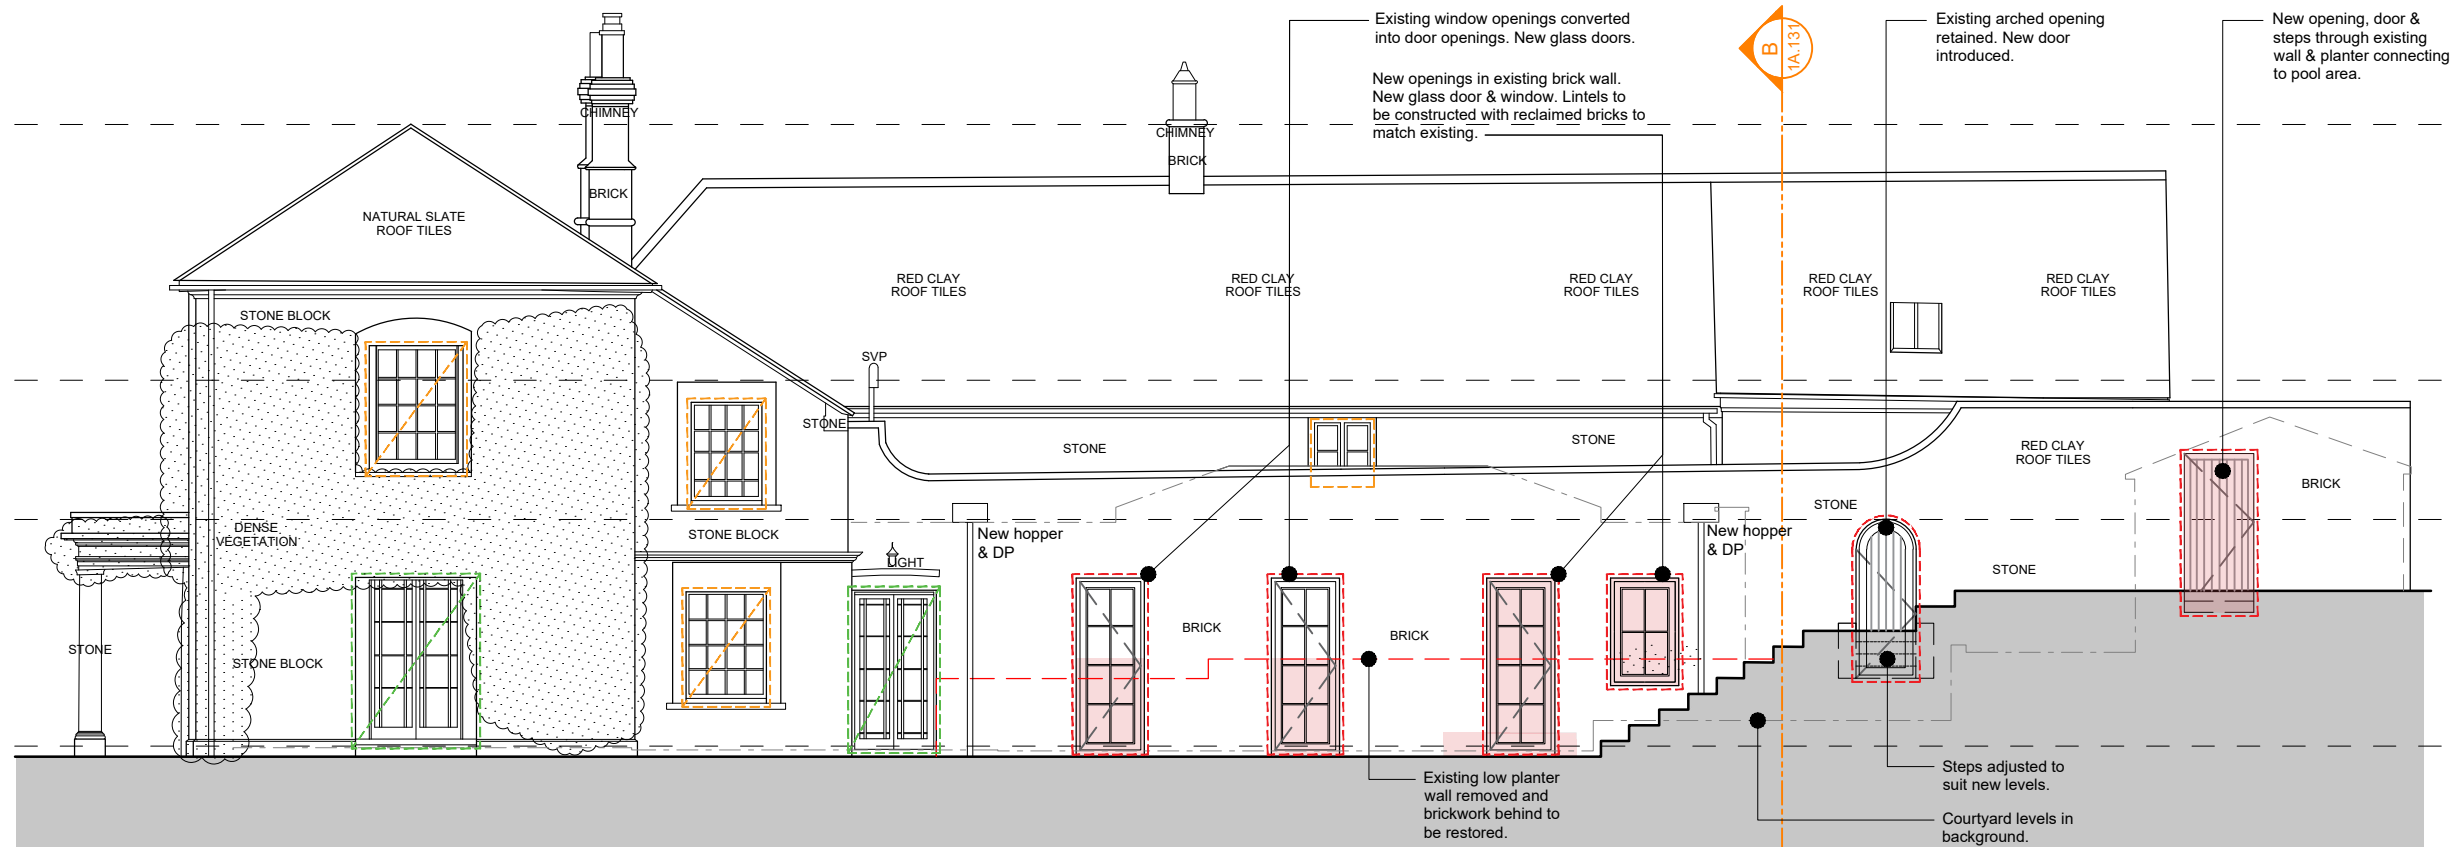 Existing window openings converted
into door openings. New glass doors.
New openings in existing brick wall.
New glass door & window. Lintels to
be constructed with reclaimed bricks to
match existing.
B
1A.131
Existing arched opening
retained. New door
introduced.
New opening, door &
steps through existing
wall & planter connecting
to pool area.
CHIMNEY
BRICK
CHIMNEY
BRICK
NATURAL SLATE
ROOF TILES
RED CLAY
ROOF TILES
RED CLAY
ROOF TILES
RED CLAY
ROOF TILES
RED CLAY
ROOF TILES
RED CLAY
ROOF TILES
STONE BLOCK
SVP
STONE
STONE
STONE
RED CLAY
ROOF TILES
BRICK
STONE
DENSE
VEGETATION
STONE BLOCK
New hopper
& DP
New hopper
& DP
LIGHT
STONE
BRICK
BRICK
STONE
STONE BLOCK
Existing low planter
wall removed and
brickwork behind to
be restored.
Steps adjusted to
suit new levels.
Courtyard levels in
background.